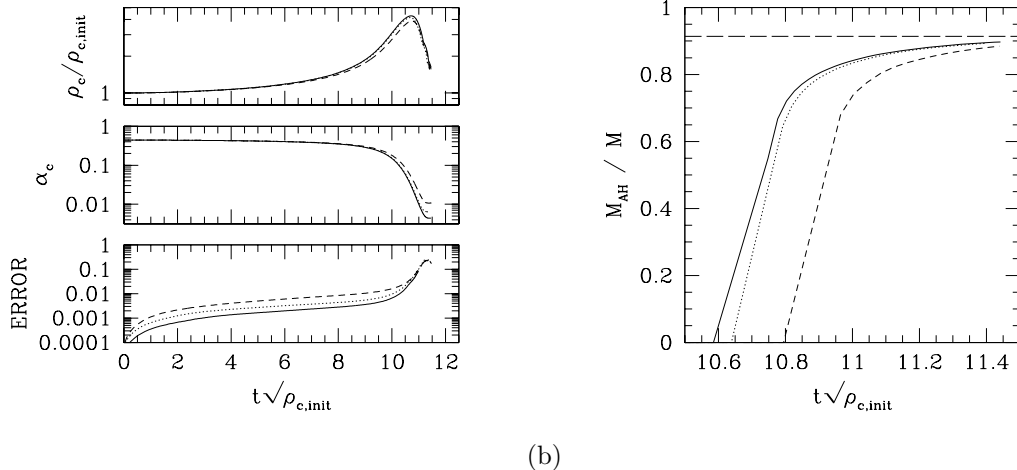 ρc/ρc,init
1
αc
1
0.1
0.01
ERROR
1
0.1
0.01
0.001
0.0001
0 2 4 6 8 10 12
t√ρc,init
M_AH / M
1
0.8
0.6
0.4
0.2
0
10.6 10.8 11 11.2 11.4
t√ρc,init
(b)